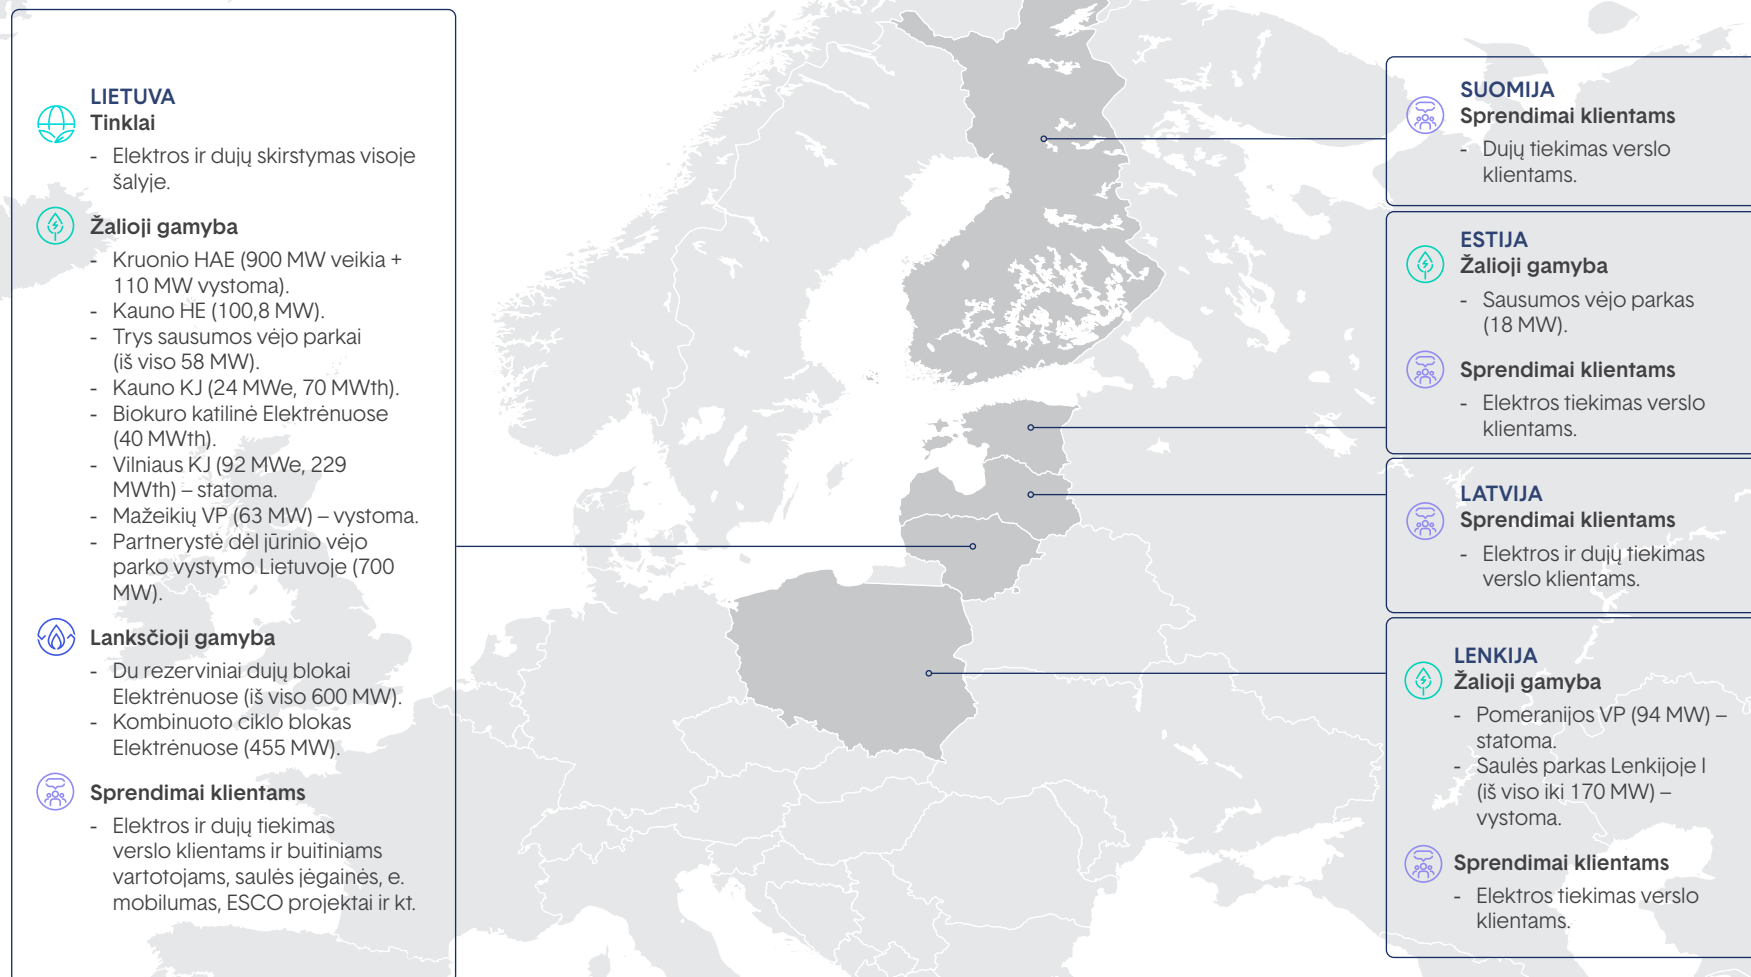 LIETUVA
Tinklai
- Elektros ir dujų skirstymas visoje
šalyje.
Žalioji gamyba
- Kruonio HAE (900 MW veikia +
110 MW vystoma).
- Kauno HE (100,8 MW).
- Trys sausumos vėjo parkai
(iš viso 58 MW).
- Kauno KJ (24 MWe, 70 MWth).
- Biokuro katilinė Elektrėnuose
(40 MWth).
- Vilniaus KJ (92 MWe, 229
MWth) – statoma.
- Mažeikių VP (63 MW) – vystoma.
- Partnerystė dėl jūrinio vėjo
parko vystymo Lietuvoje (700
MW).
Lanksčioji gamyba
- Du rezerviniai dujų blokai
Elektrėnuose (iš viso 600 MW).
- Kombinuoto ciklo blokas
Elektrėnuose (455 MW).
Sprendimai klientams
- Elektros ir dujų tiekimas
verslo klientams ir buitiniams
vartotojams, saulės jėgainės, e.
mobilumas, ESCO projektai ir kt.
SUOMIJA
Sprendimai klientams
- Dujų tiekimas verslo
klientams.
ESTIJA
Žalioji gamyba
- Sausumos vėjo parkas
(18 MW).
Sprendimai klientams
- Elektros tiekimas verslo
klientams.
LATVIJA
Sprendimai klientams
- Elektros ir dujų tiekimas
verslo klientams.
LENKIJA
Žalioji gamyba
- Pomeranijos VP (94 MW) –
statoma.
- Saulės parkas Lenkijoje I
(iš viso iki 170 MW) –
vystoma.
Sprendimai klientams
- Elektros tiekimas verslo
klientams.